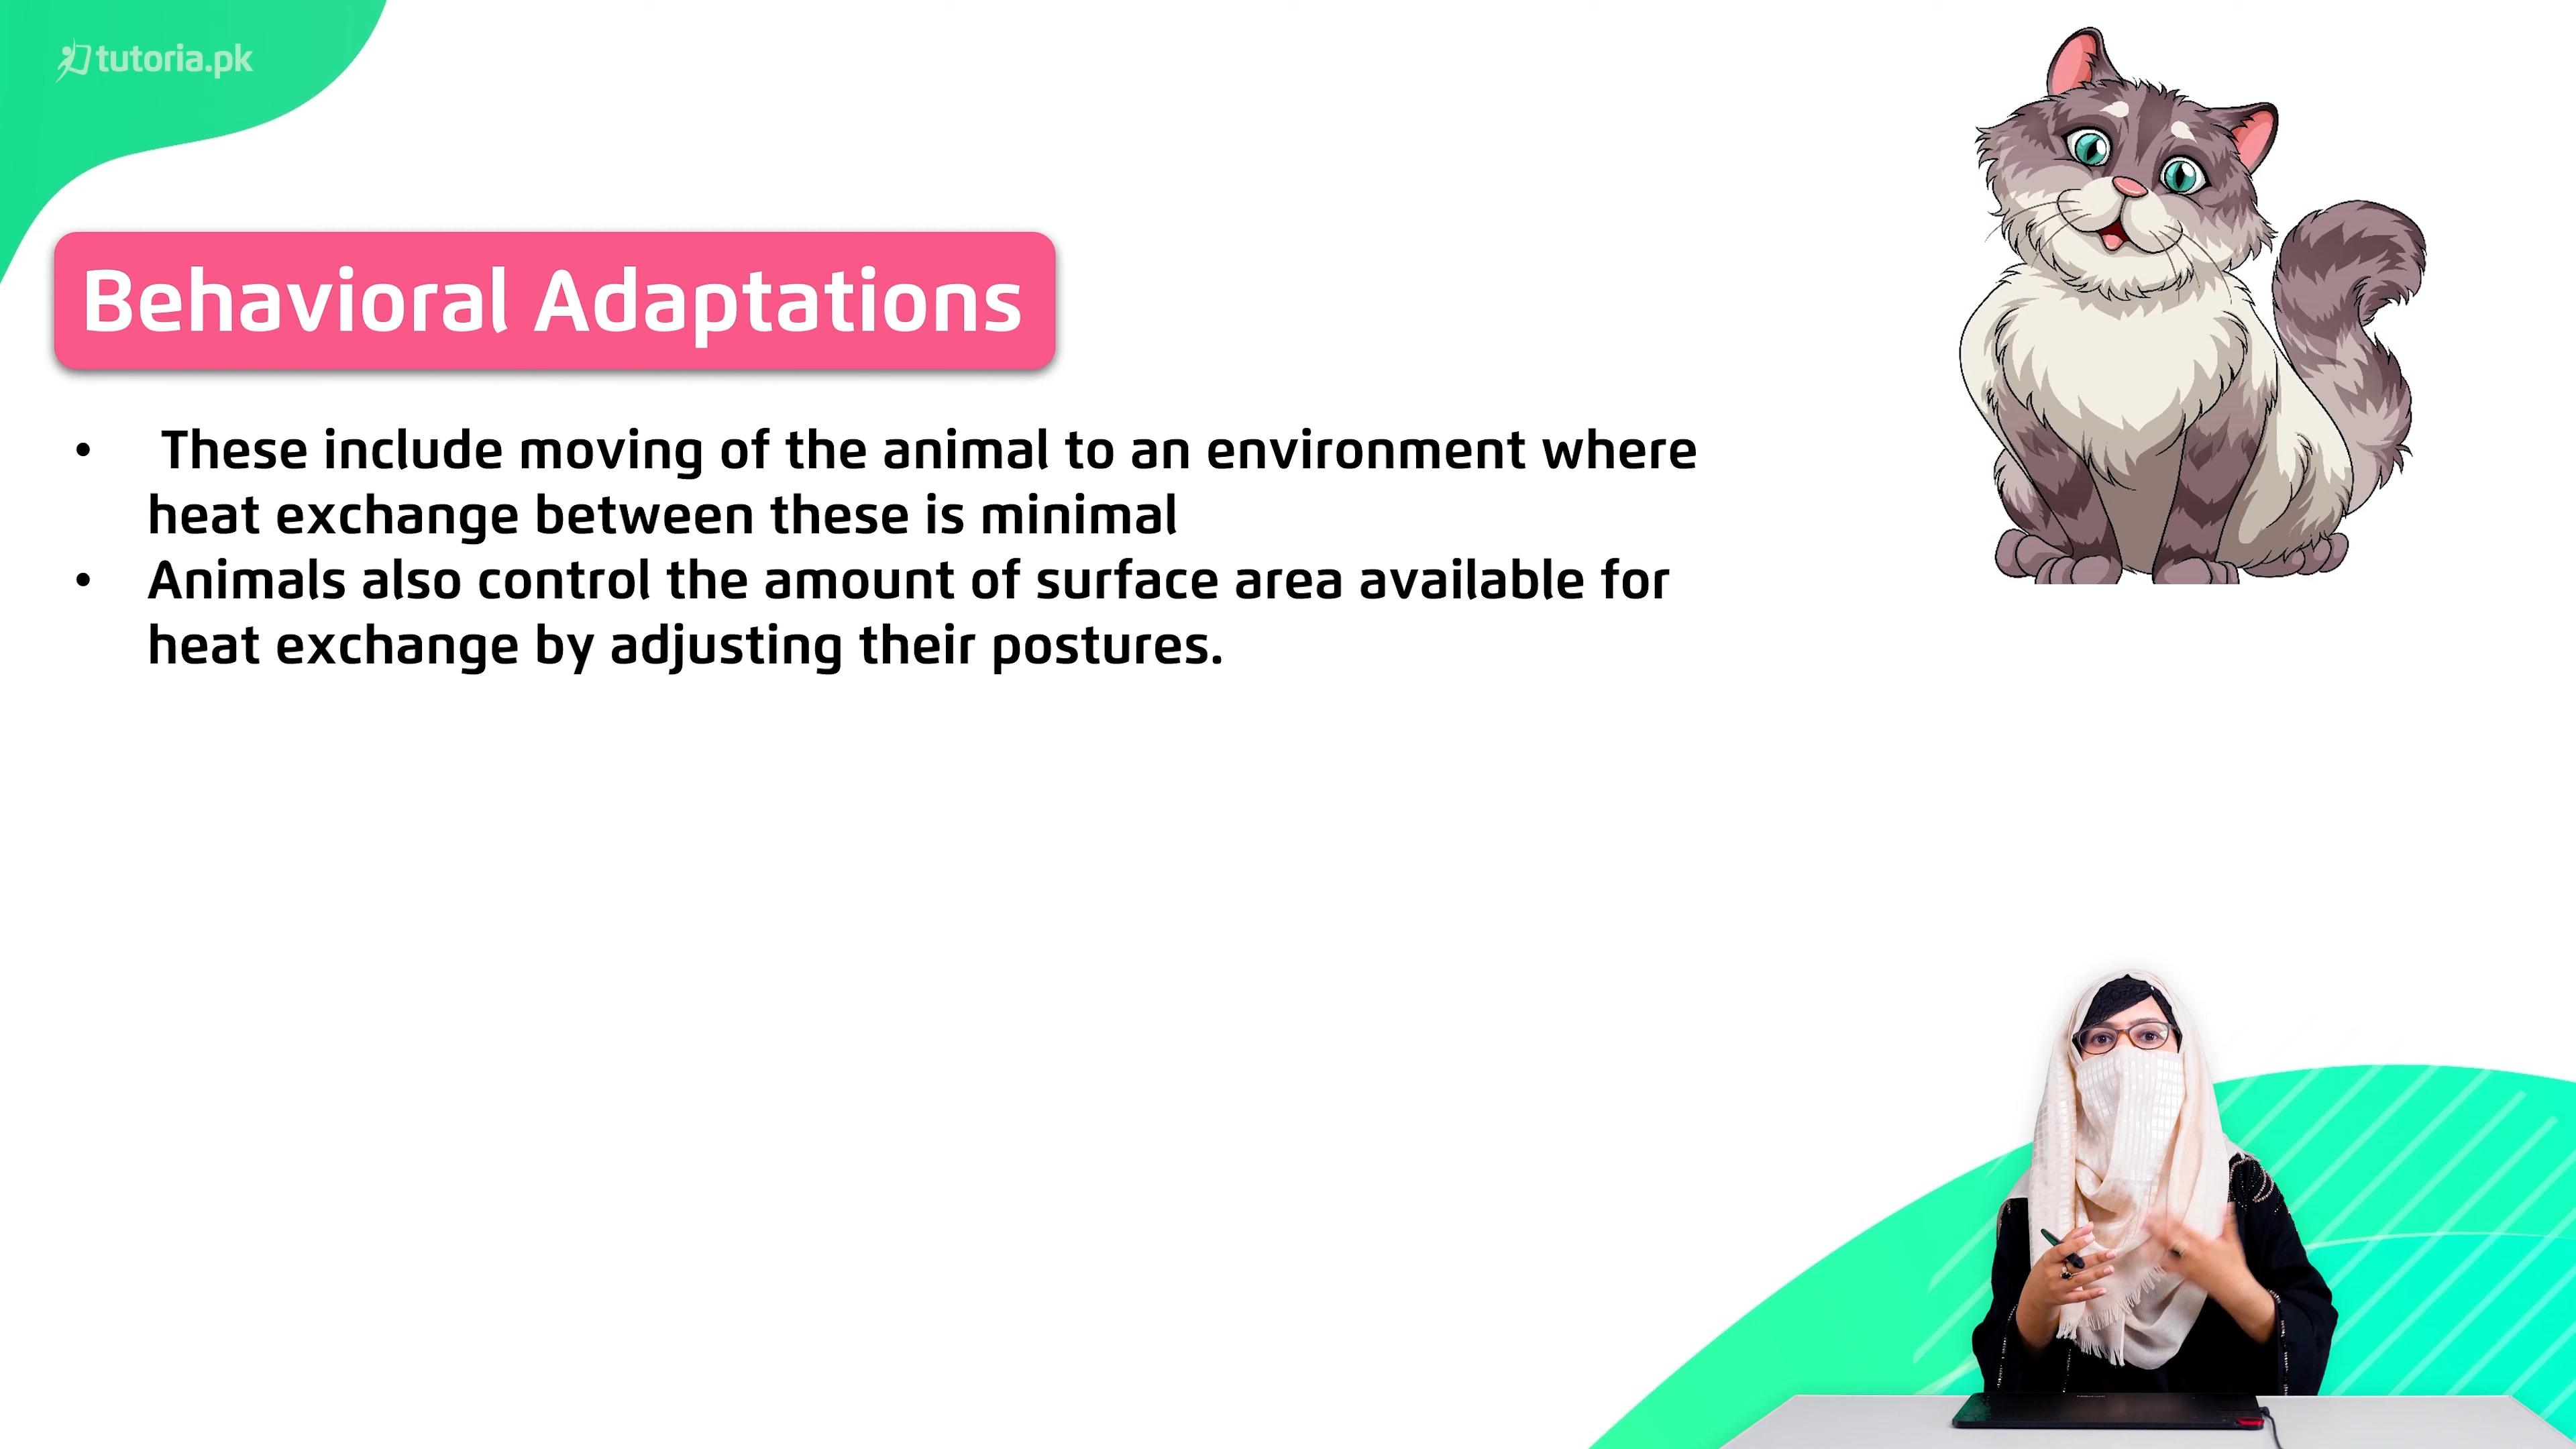 tutoria.pk
Behavioral Adaptations
• These include moving of the animal to an environment where
heat exchange between these is minimal
• Animals also control the amount of surface area available for
heat exchange by adjusting their postures.